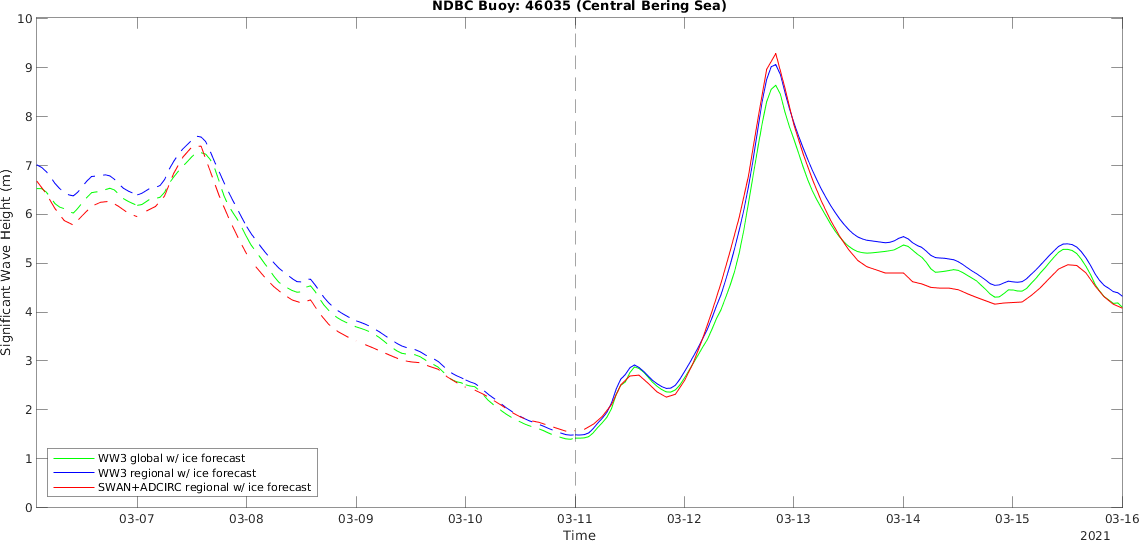 NDBC Buoy: 46035 (Central Bering Sea)
10
9
8
7
6
5
4
3
2
1
0
Significant Wave Height (m)
WW3 global w/ ice forecast
WW3 regional w/ ice forecast
SWAN+ADCIRC regional w/ ice forecast
03-07 03-08 03-09 03-10 03-11 03-12 03-13 03-14 03-15 03-16
Time
2021